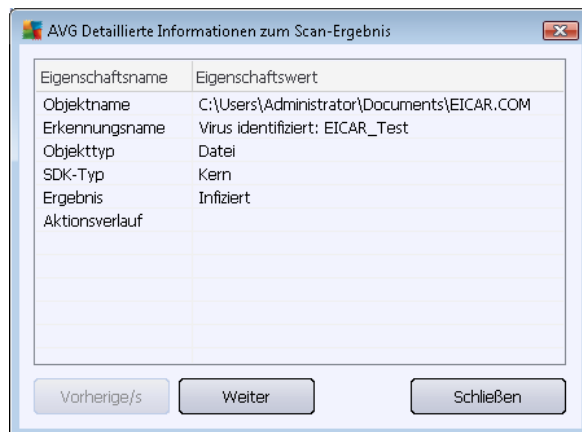 AVG Detaillierte Informationen zum Scan-Ergebnis
Eigenschaftsname Eigenschaftswert
Objektname C:\Users\Administrator\Documents\EICAR.COM
Erkennungsname Virus identifiziert: EICAR_Test
Objekttyp Datei
SDK-Typ Kern
Ergebnis Infiziert
Aktionsverlauf
Vorherige/s Weiter Schließen